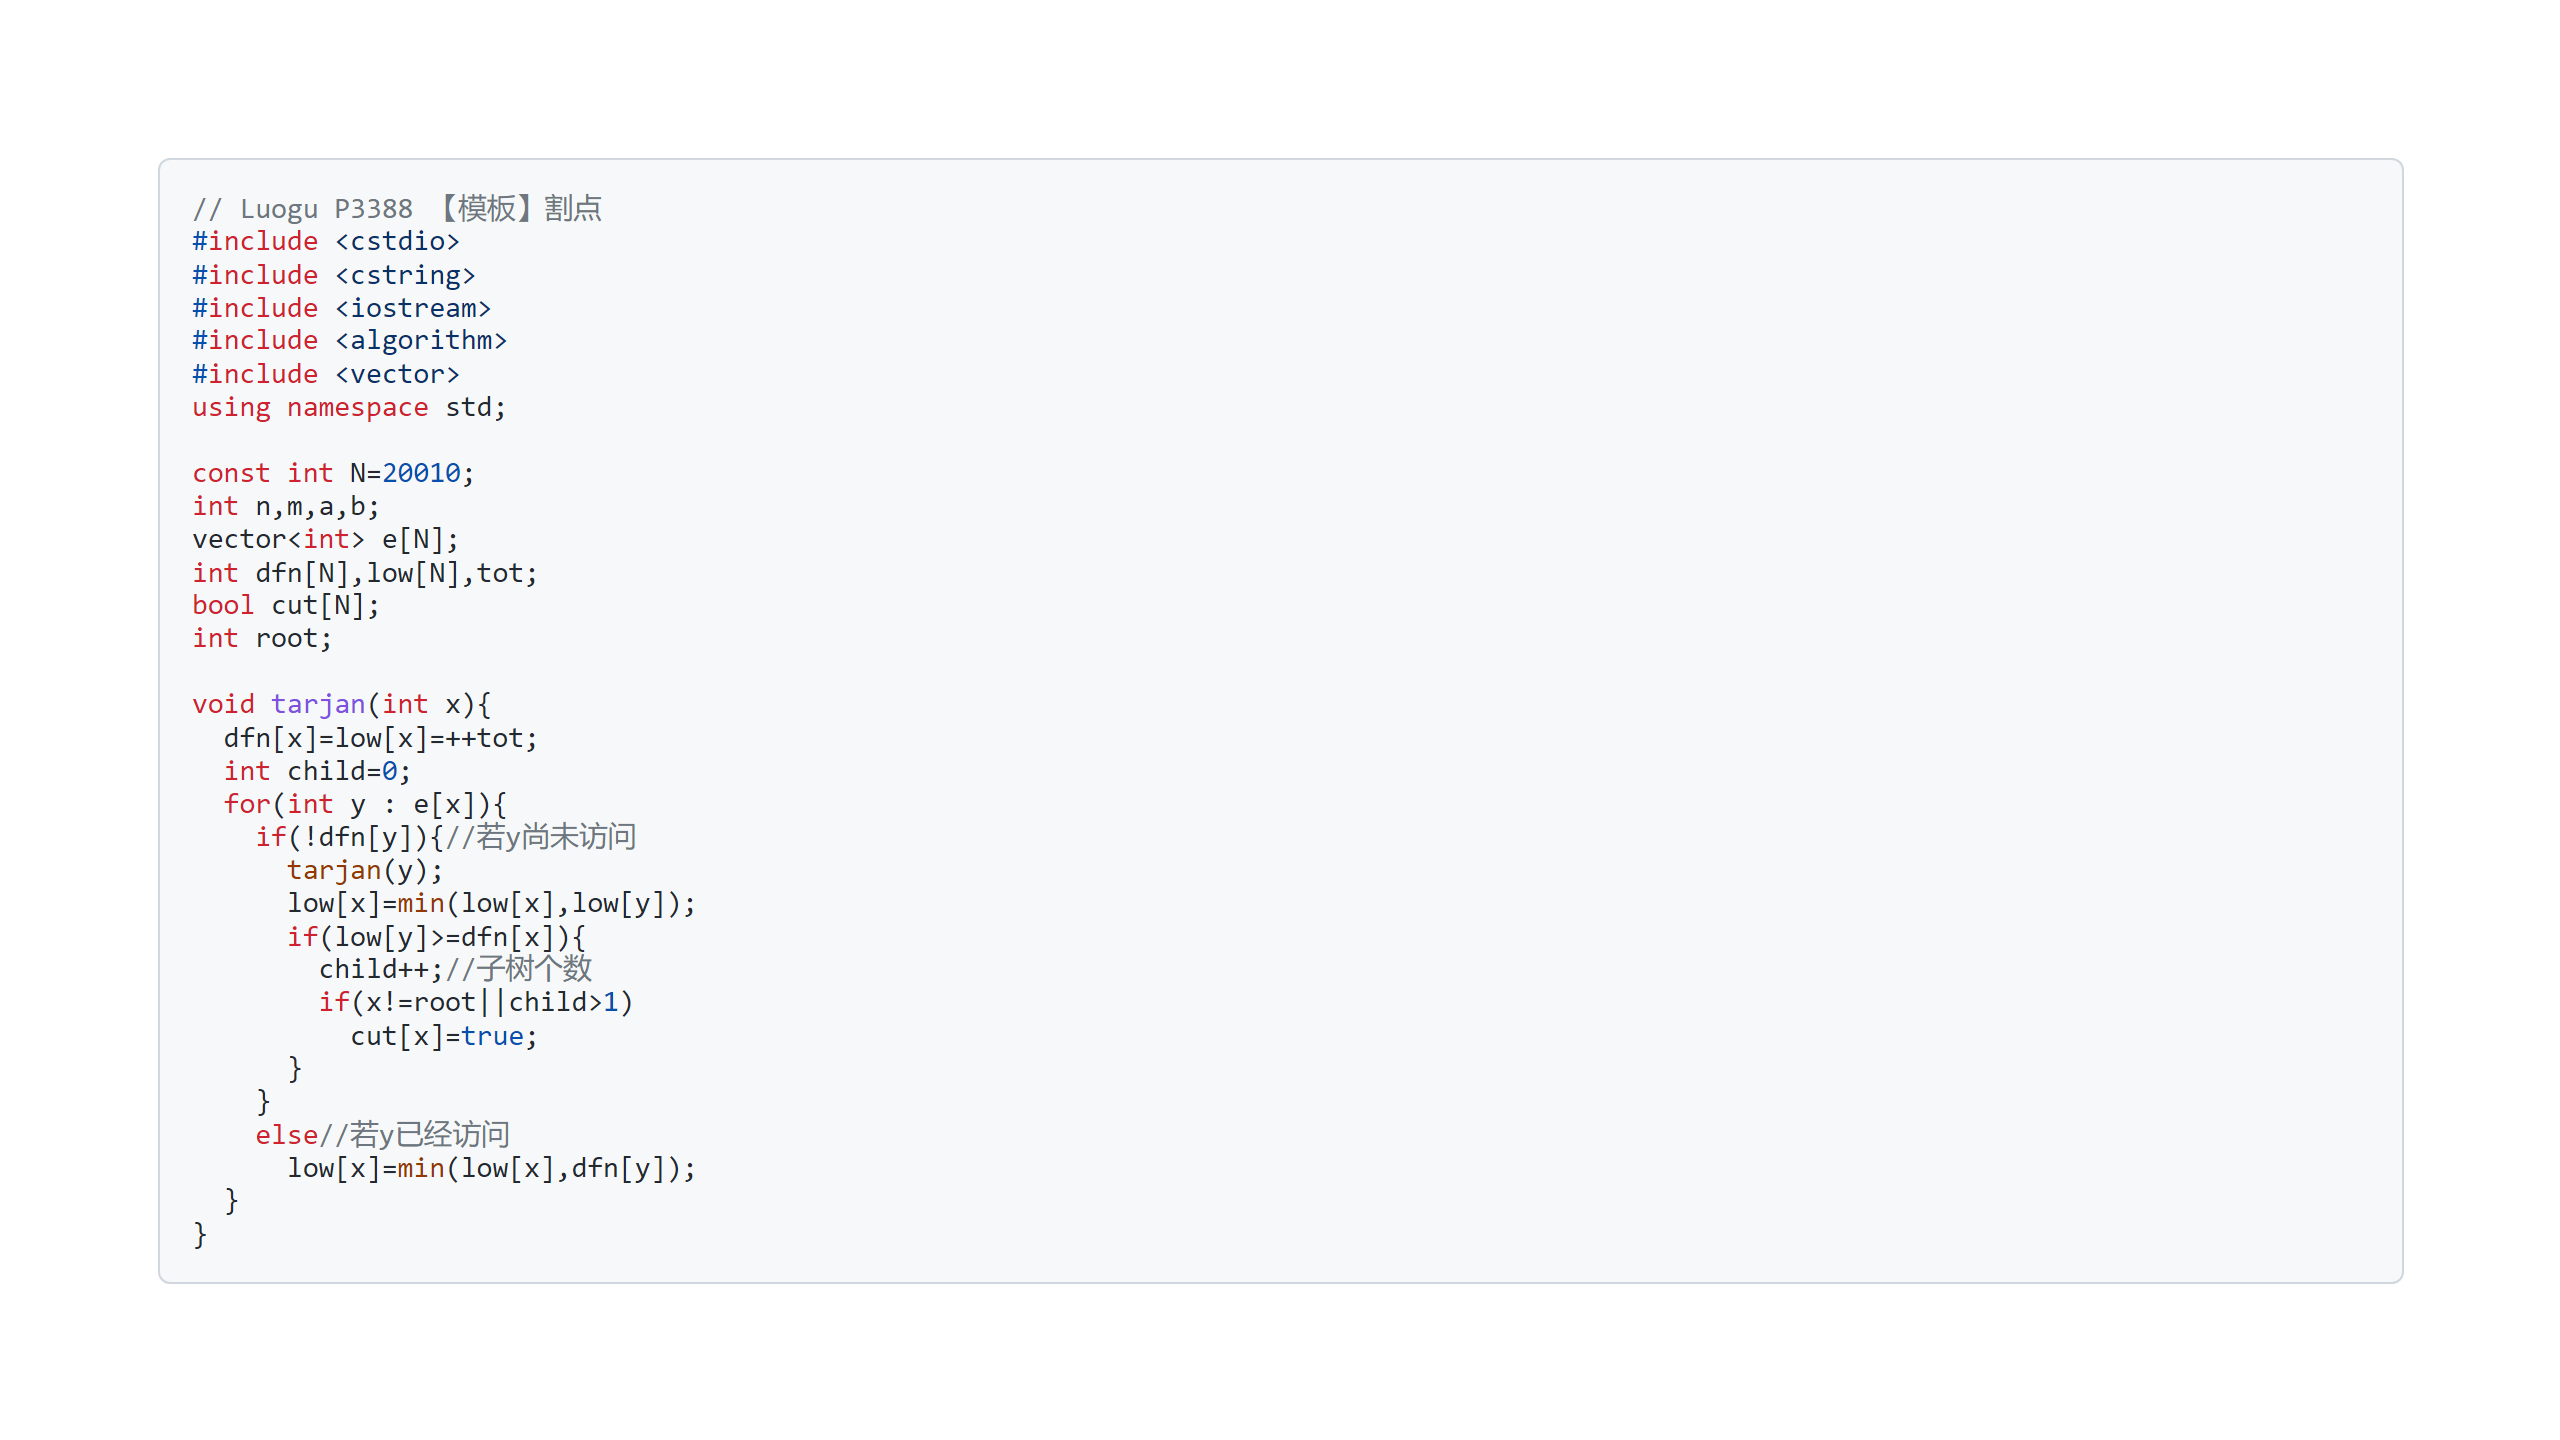 // Luogu P3388 【模板】割点
#include <cstdio>
#include <cstring>
#include <iostream>
#include <algorithm>
#include <vector>
using namespace std;

const int N=20010;
int n,m,a,b;
vector<int> e[N];
int dfn[N],low[N],tot;
bool cut[N];
int root;

void tarjan(int x){
  dfn[x]=low[x]=++tot;
  int child=0;
  for(int y : e[x]){
    if(!dfn[y]){//若y尚未访问
      tarjan(y);
      low[x]=min(low[x],low[y]);
      if(low[y]>=dfn[x]){
        child++;//子树个数
        if(x!=root||child>1)
          cut[x]=true;
      }
    }
    else//若y已经访问
      low[x]=min(low[x],dfn[y]);
  }
}